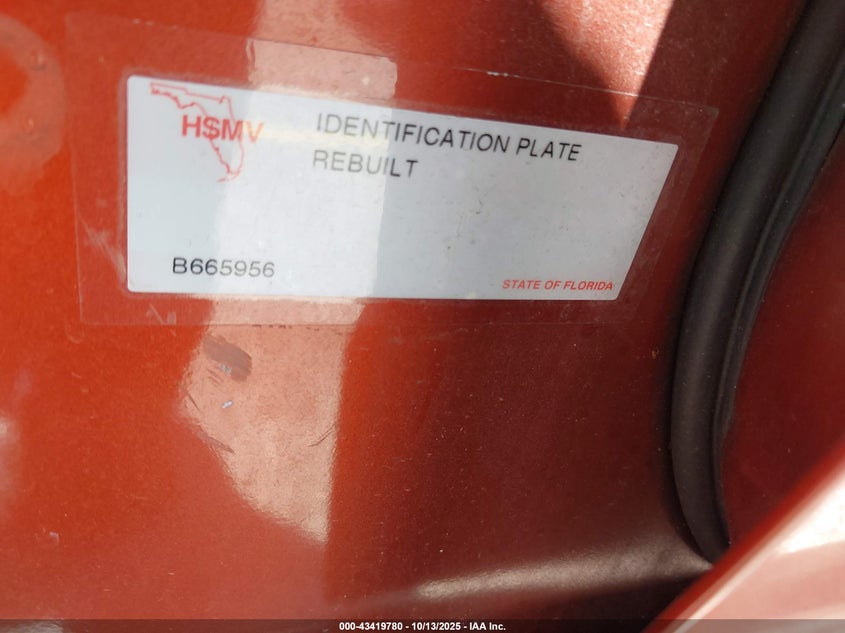 HSMV
IDENTIFICATION PLATE
REBUILT
B665956
STATE OF FLORIDA
000-43419780 - 10/13/2025 - IAA Inc.